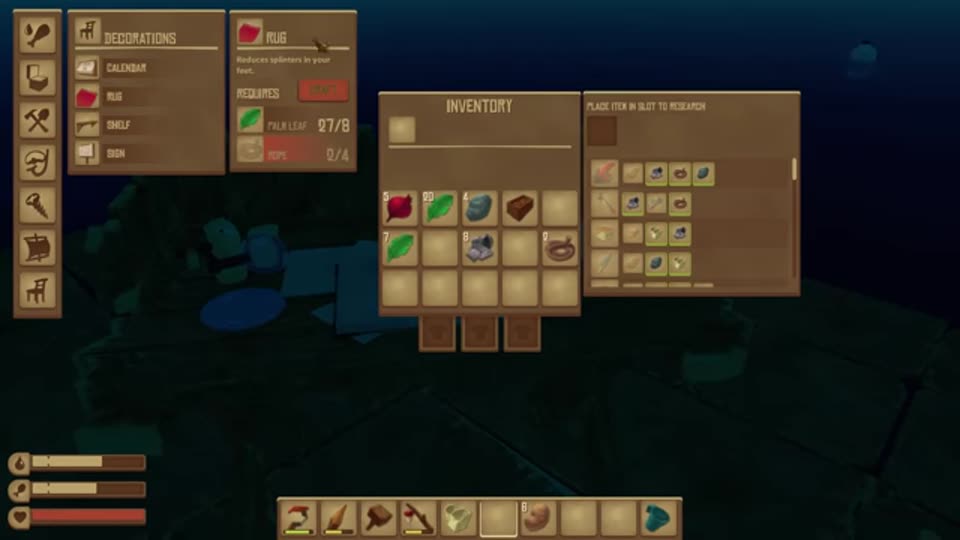 DECORATIONS
CALENDAR
RUG
SHELF
SIGN
RUG
Reduces splinters in your
feet.
REQUIRES
CRAFT
PALM LEAF 27/8
ROPE 2/4
INVENTORY
5
20
4
7
8
PLACE ITEM IN SLOT TO RESEARCH
8